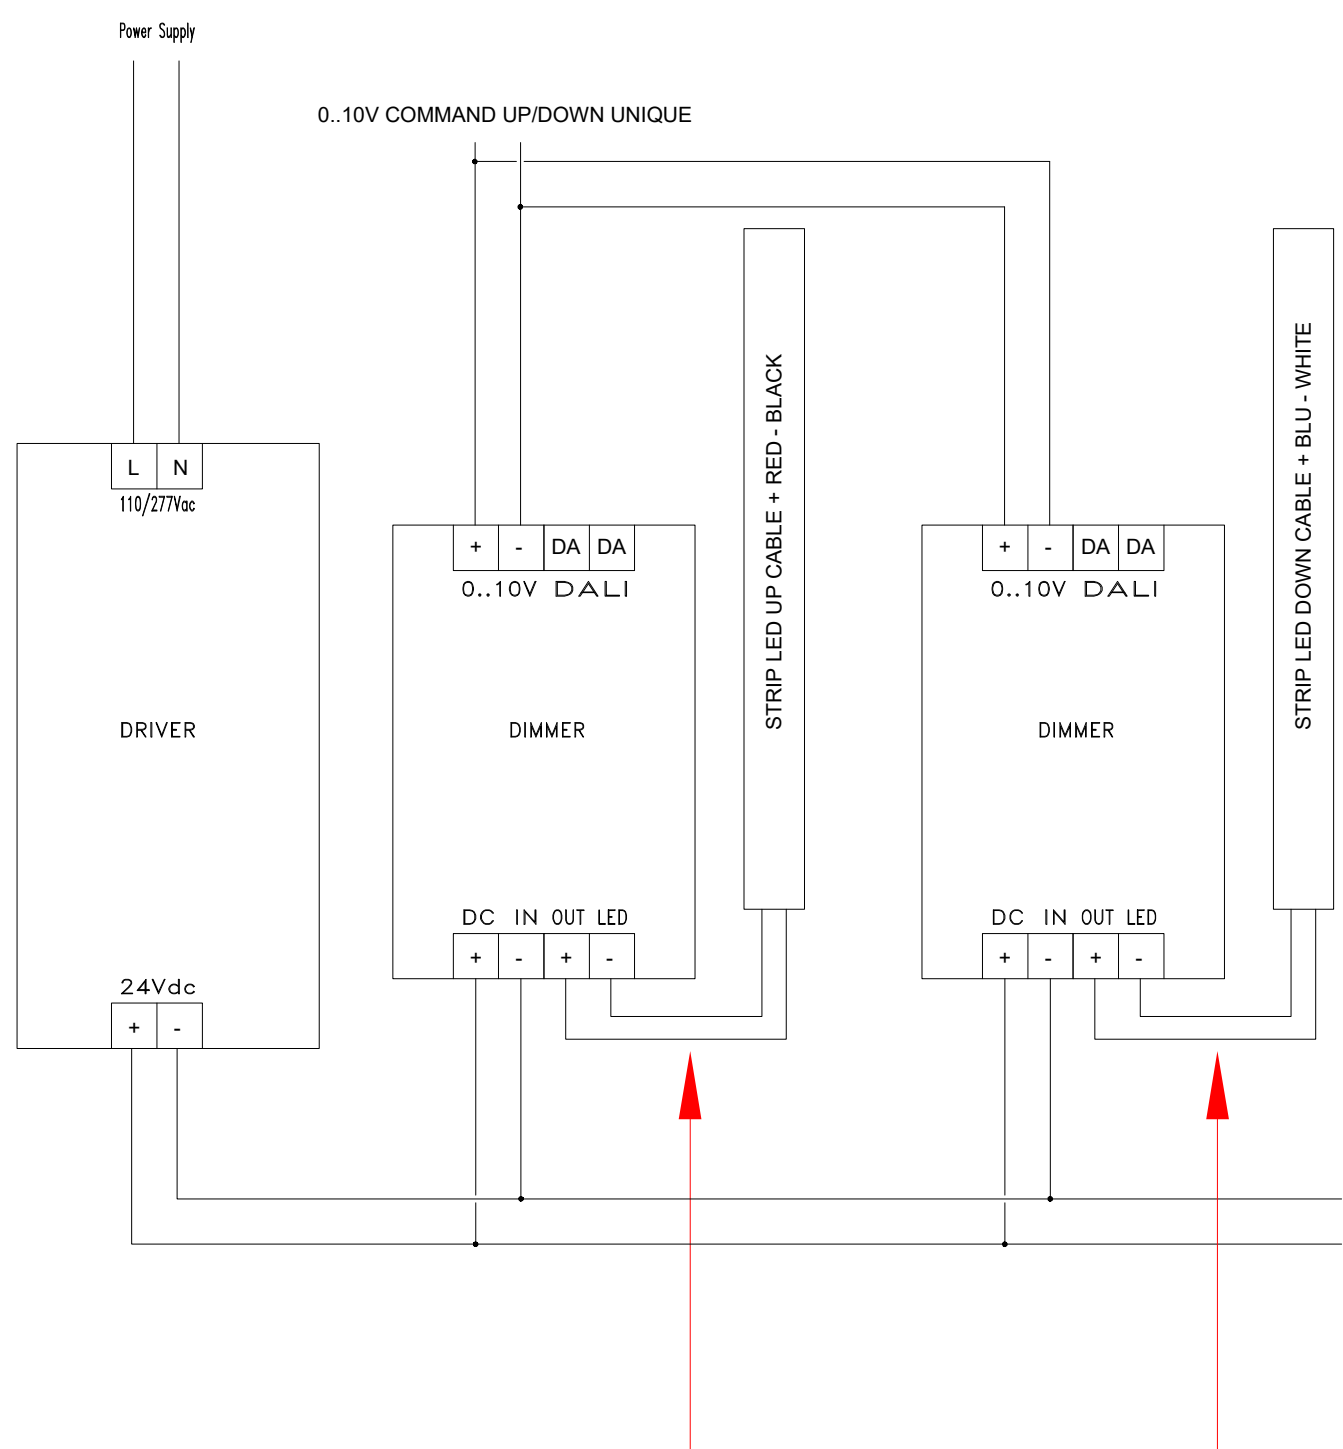 Power Supply
0..10V COMMAND UP/DOWN UNIQUE
L N
110/277Vac
DRIVER
24Vdc
+ -
+ - DA DA
0..10V DALI
DIMMER
DC IN OUT LED
+ - + -
STRIP LED UP CABLE + RED - BLACK
+ - DA DA
0..10V DALI
DIMMER
DC IN OUT LED
+ - + -
STRIP LED DOWN CABLE + BLU - WHITE